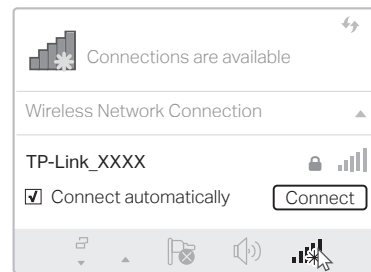 Connections are available
Wireless Network Connection
TP-Link_XXXX
Connect automatically
Connect